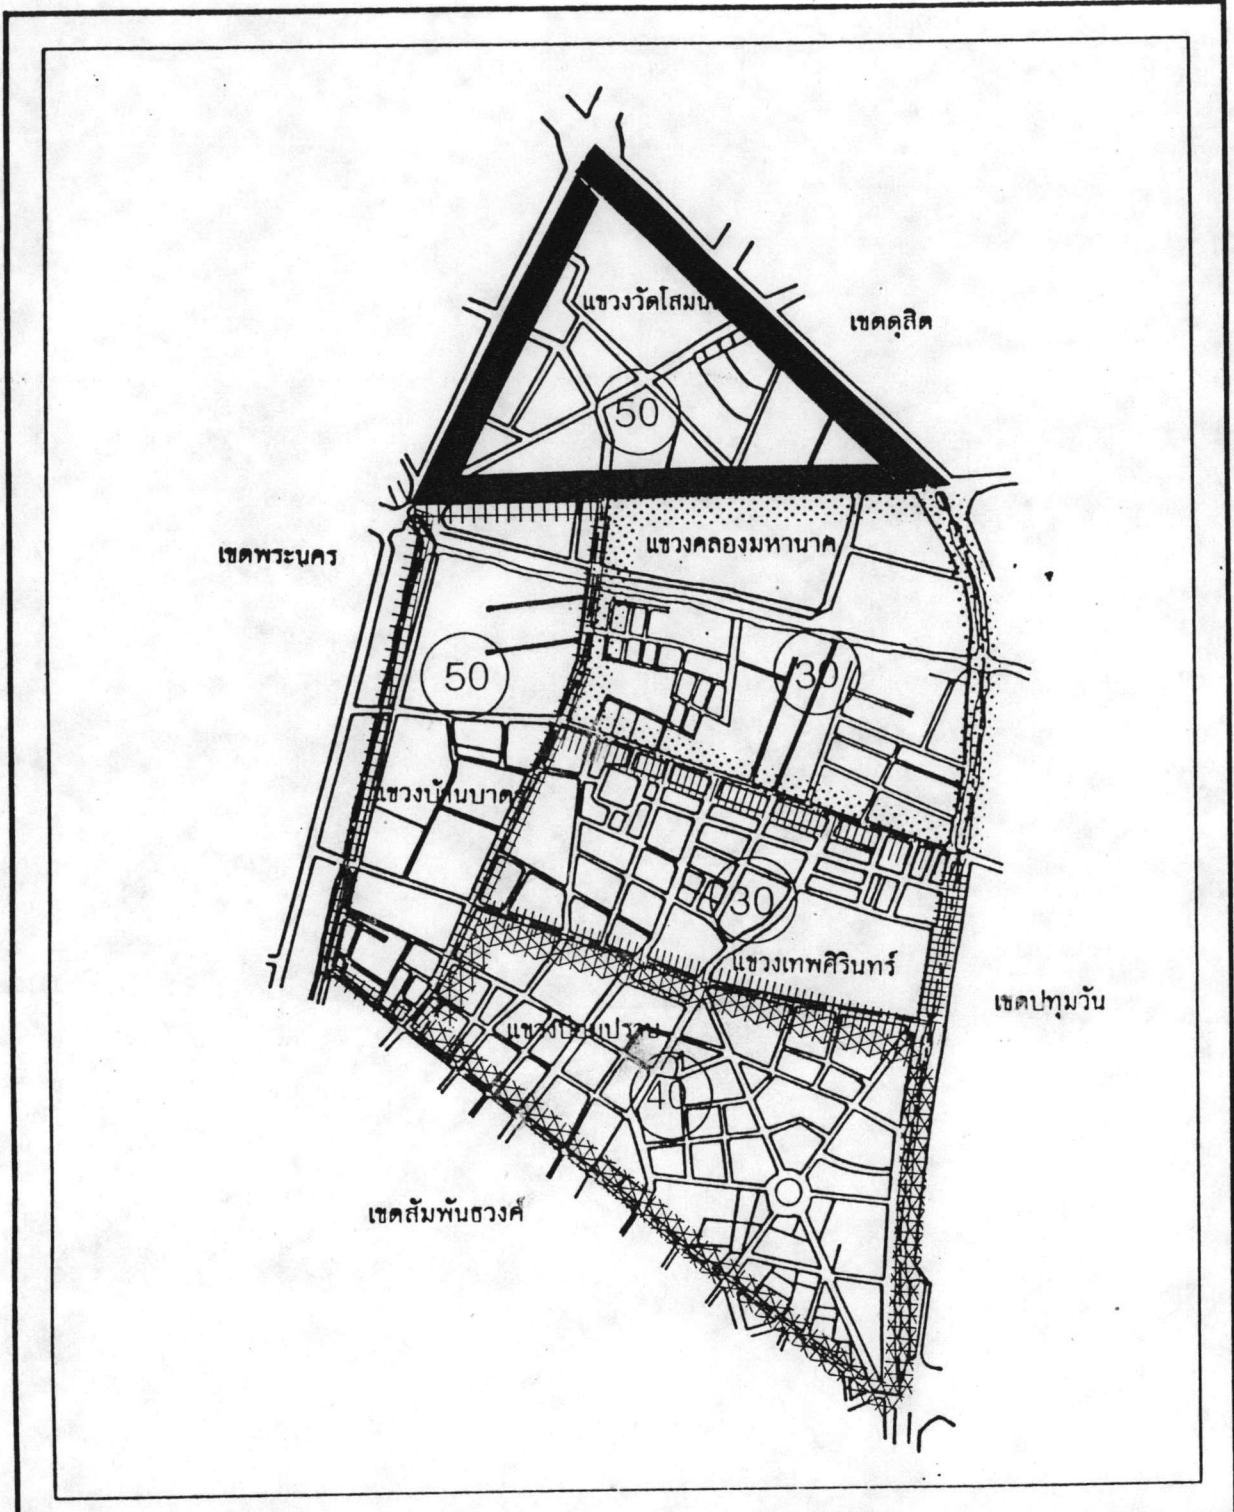 แขวงวัดโสมน
เขตดุสิต
50
เขตพระนคร
แขวงคลองมหานาค
50
30
แขวงบ้านบาตร
30
แขวงเทพศิรินทร์
เขตปทุมวัน
แขวงป้อมปราบ
40
เขตสัมพันธวงศ์